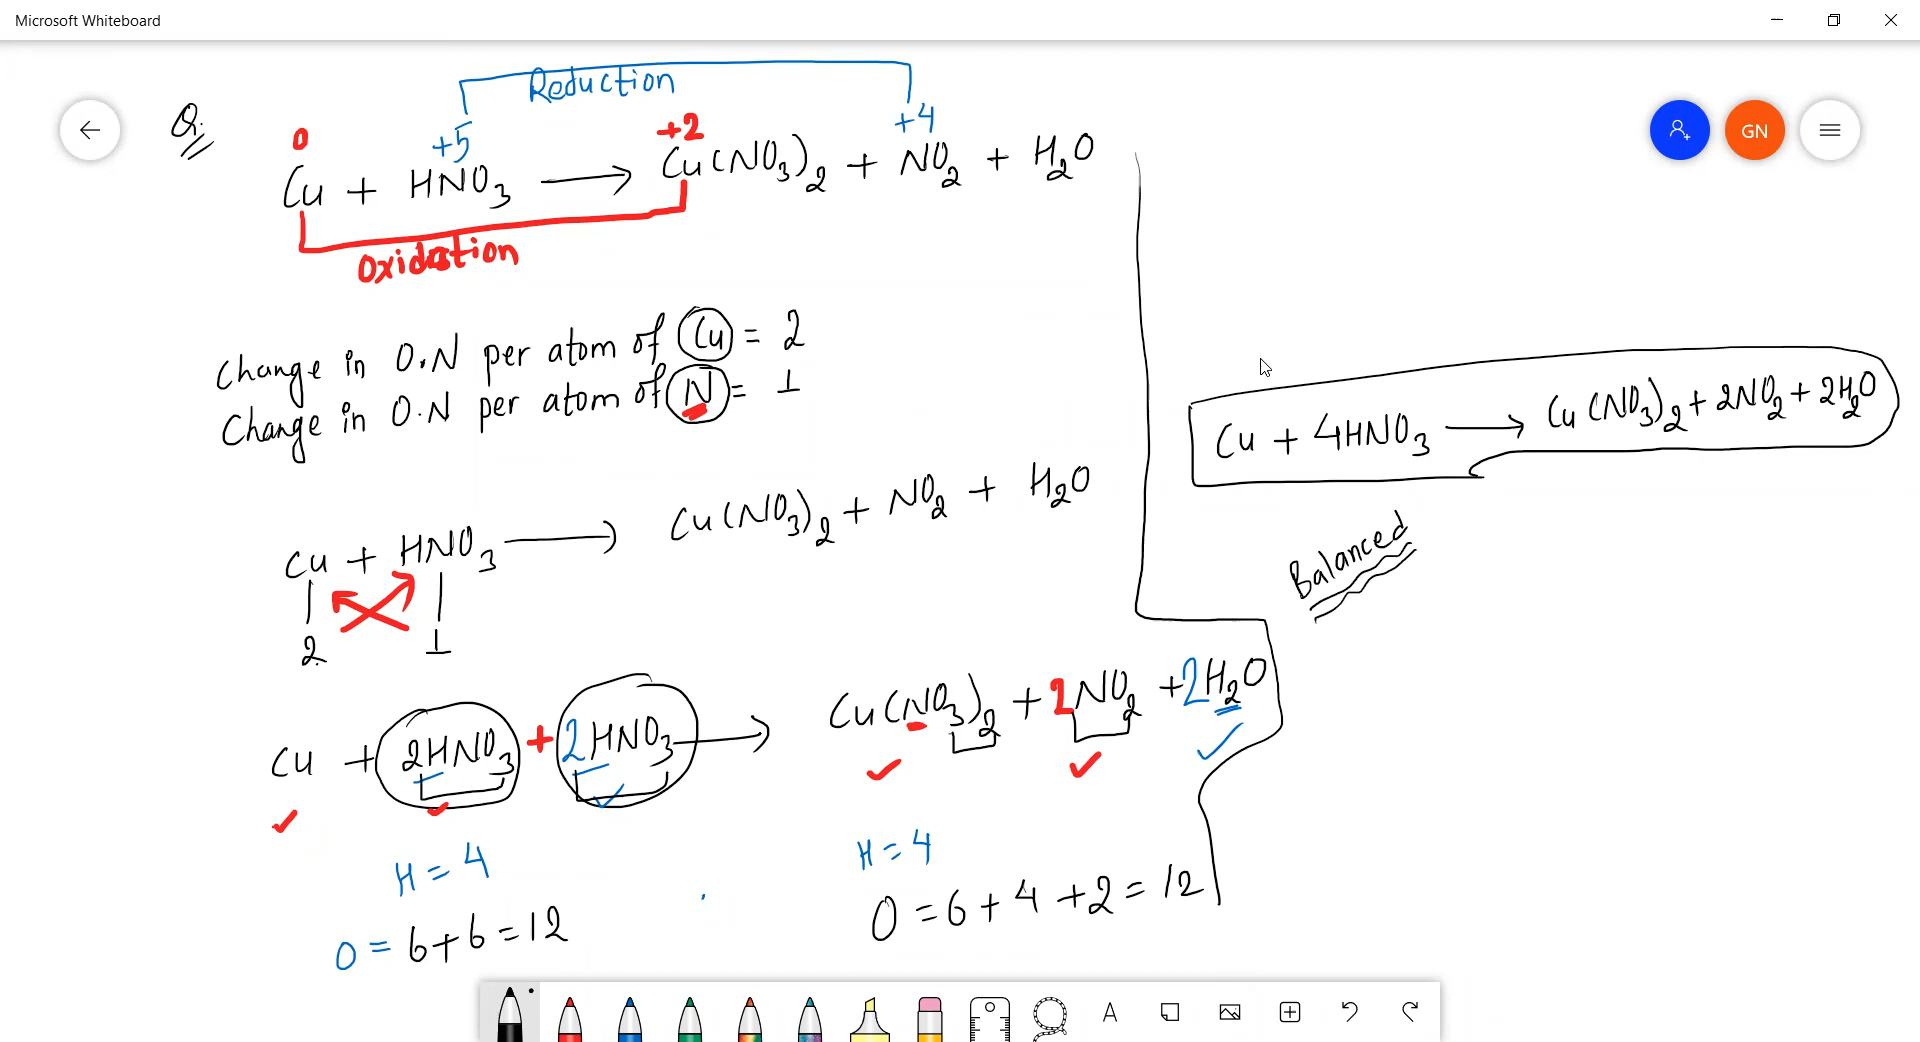 Microsoft Whiteboard
Reduction
Q.
0 +5 +2 +4
Cu + HNO₃ ⟶ Cu(NO₃)₂ + NO₂ + H₂O
Oxidation
GN
Change in O.N per atom of Cu = 2
Change in O.N per atom of N = 1
Cu + HNO₃ ⟶ Cu(NO₃)₂ + NO₂ + H₂O
2 1
Cu + 2HNO₃ + 2HNO₃ ⟶ Cu(NO₃)₂ + 2NO₂ + 2H₂O
H = 4 H = 4
O = 6+6 = 12 O = 6 + 4 + 2 = 12
Cu + 4HNO₃ ⟶ Cu(NO₃)₂ + 2NO₂ + 2H₂O
Balanced
A